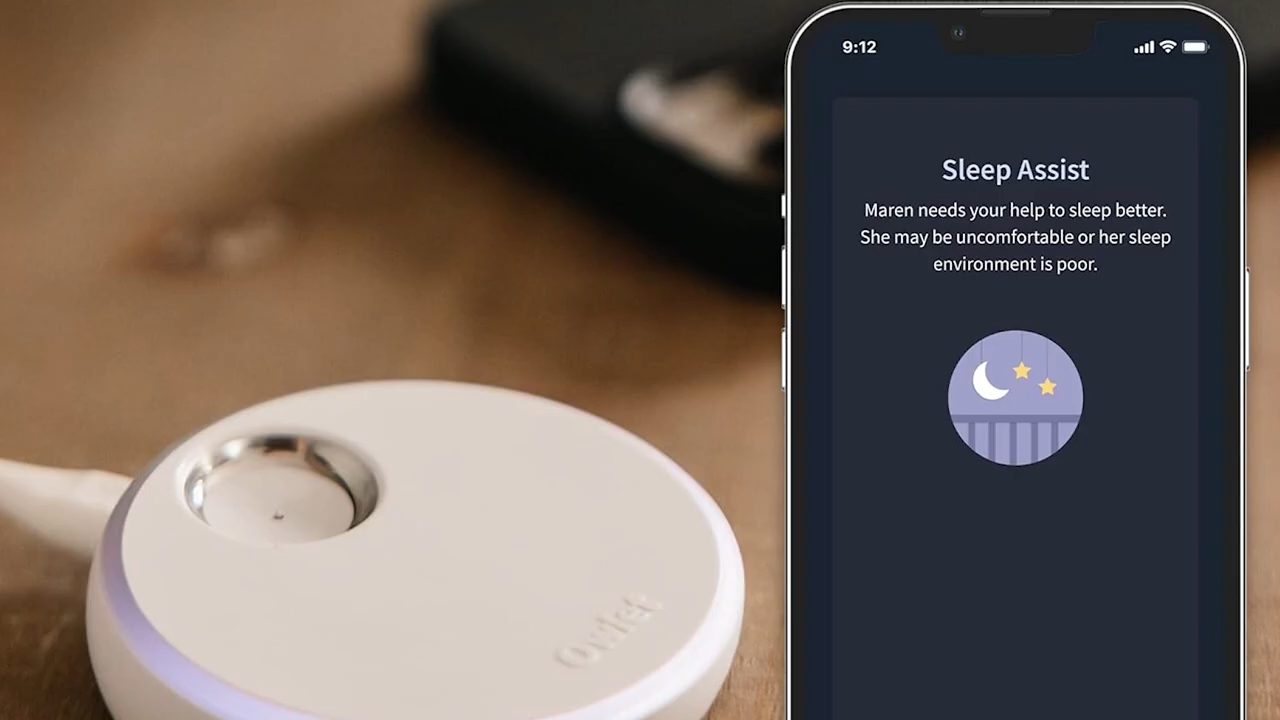 9:12
Sleep Assist
Maren needs your help to sleep better.
She may be uncomfortable or her sleep
environment is poor.
Owlet